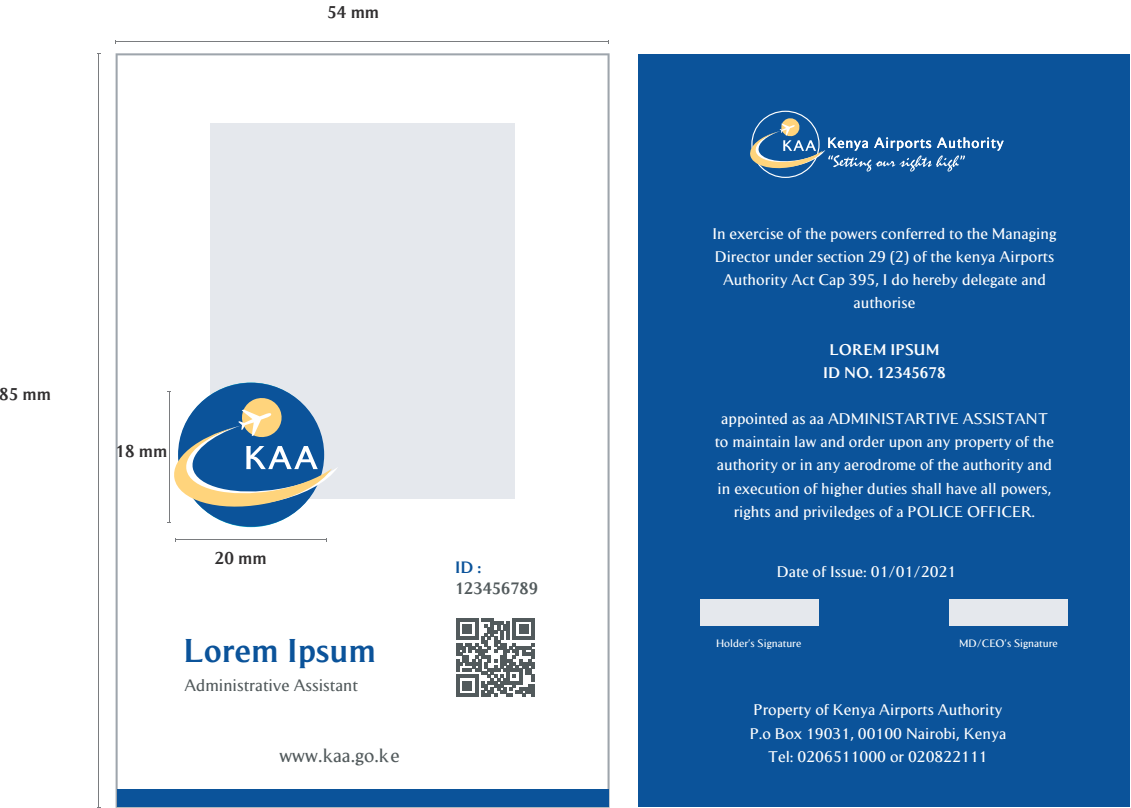 54 mm
85 mm
18 mm
KAA
20 mm
ID :
123456789
Lorem Ipsum
Administrative Assistant
www.kaa.go.ke
KAA
Kenya Airports Authority
"Setting our sights high"
In exercise of the powers conferred to the Managing
Director under section 29 (2) of the kenya Airports
Authority Act Cap 395, I do hereby delegate and
authorise
LOREM IPSUM
ID NO. 12345678
appointed as aa ADMINISTARTIVE ASSISTANT
to maintain law and order upon any property of the
authority or in any aerodrome of the authority and
in execution of higher duties shall have all powers,
rights and priviledges of a POLICE OFFICER.
Date of Issue: 01/01/2021
Holder's Signature
MD/CEO's Signature
Property of Kenya Airports Authority
P.o Box 19031, 00100 Nairobi, Kenya
Tel: 0206511000 or 020822111